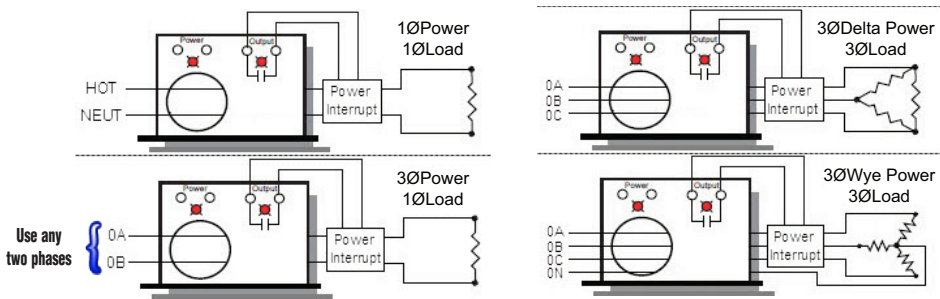 Power
Output
1ØPower
1ØLoad
HOT
NEUT
Power
Interrupt
Power
Output
3ØDelta Power
3ØLoad
0A
0B
0C
Power
Interrupt
Power
Output
3ØPower
1ØLoad
Use any
two phases
0A
0B
Power
Interrupt
Power
Output
3ØWye Power
3ØLoad
0A
0B
0C
0N
Power
Interrupt